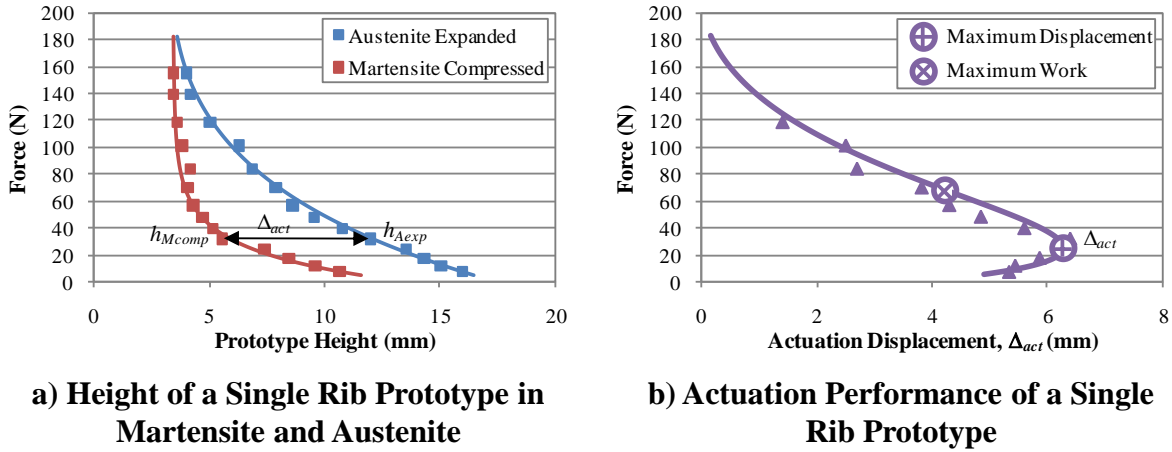 200
180
160
140
120
100
80
60
40
20
0
Force (N)
Austenite Expanded
Martensite Compressed
hMcomp
Δact
hAexp
0 5 10 15 20
Prototype Height (mm)
a) Height of a Single Rib Prototype in
Martensite and Austenite
200
180
160
140
120
100
80
60
40
20
0
Force (N)
Maximum Displacement
Maximum Work
Δact
0 2 4 6 8
Actuation Displacement, Δact (mm)
b) Actuation Performance of a Single
Rib Prototype